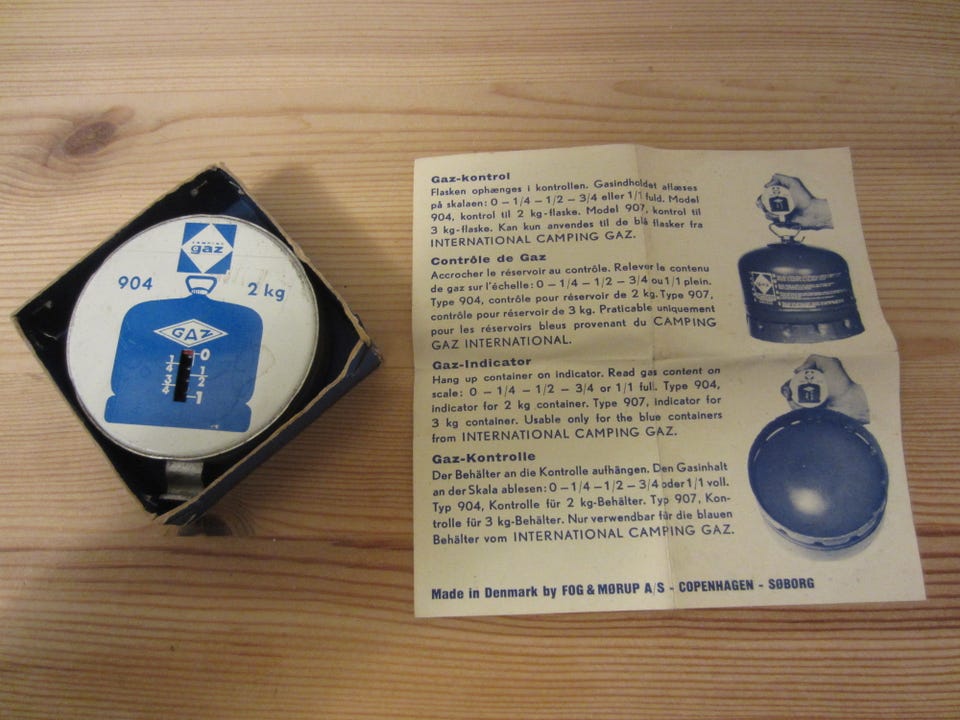 CAMPING
gaz
904
2 kg
GAZ
0
1/4
1/2
3/4
1
Gaz-kontrol
Flasken ophænges i kontrollen. Gasindholdet aflæses
på skalaen: 0 – 1/4 – 1/2 – 3/4 eller 1/1 fuld. Model
904, kontrol til 2 kg-flaske. Model 907, kontrol til
3 kg-flaske. Kan kun anvendes til de blå flasker fra
INTERNATIONAL CAMPING GAZ.
Contrôle de Gaz
Accrocher le réservoir au contrôle. Relever le contenu
de gaz sur l'échelle: 0 – 1/4 – 1/2 – 3/4 ou 1/1 plein.
Type 904, contrôle pour réservoir de 2 kg. Type 907,
contrôle pour réservoir de 3 kg. Praticable uniquement
pour les réservoirs bleus provenant du CAMPING
GAZ INTERNATIONAL.
Gaz-Indicator
Hang up container on indicator. Read gas content on
scale: 0 – 1/4 – 1/2 – 3/4 or 1/1 full. Type 904,
indicator for 2 kg container. Type 907, indicator for
3 kg container. Usable only for the blue containers
from INTERNATIONAL CAMPING GAZ.
Gaz-Kontrolle
Der Behälter an die Kontrolle aufhängen. Den Gasinhalt
an der Skala ablesen: 0 – 1/4 – 1/2 – 3/4 oder 1/1 voll.
Typ 904, Kontrolle für 2 kg-Behälter. Typ 907, Kon-
trolle für 3 kg-Behälter. Nur verwendbar für die blauen
Behälter vom INTERNATIONAL CAMPING GAZ.
Made in Denmark by FOG & MØRUP A/S - COPENHAGEN - SØBORG